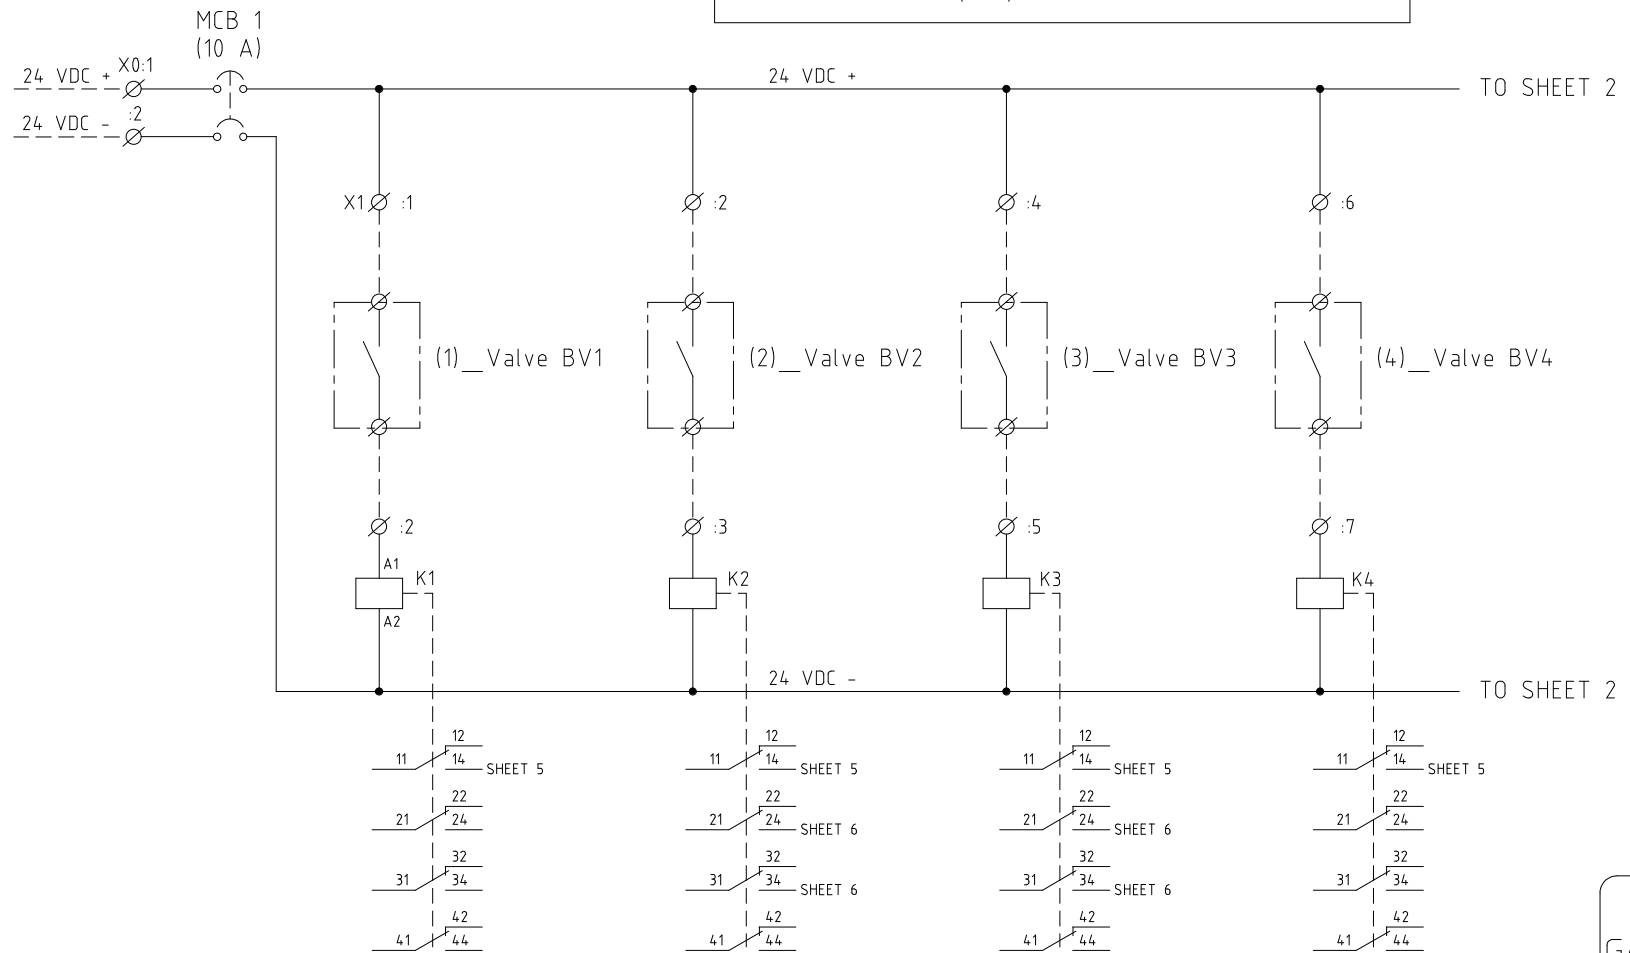 MCB 1
(10 A)
24 VDC + X0:1
24 VDC +
TO SHEET 2
24 VDC - :2
X1 :1 :2 :4 :6
(1)__Valve BV1 (2)__Valve BV2 (3)__Valve BV3 (4)__Valve BV4
:2 :3 :5 :7
A1
K1 K2 K3 K4
A2
24 VDC -
TO SHEET 2
12 12 12 12
11 14 SHEET 5 11 14 SHEET 5 11 14 SHEET 5 11 14 SHEET 5
22 22 22 22
21 24 21 24 SHEET 6 21 24 SHEET 6 21 24
32 32 32 32
31 34 31 34 SHEET 6 31 34 SHEET 6 31 34
42 42 42 42
41 44 41 44 41 44 41 44